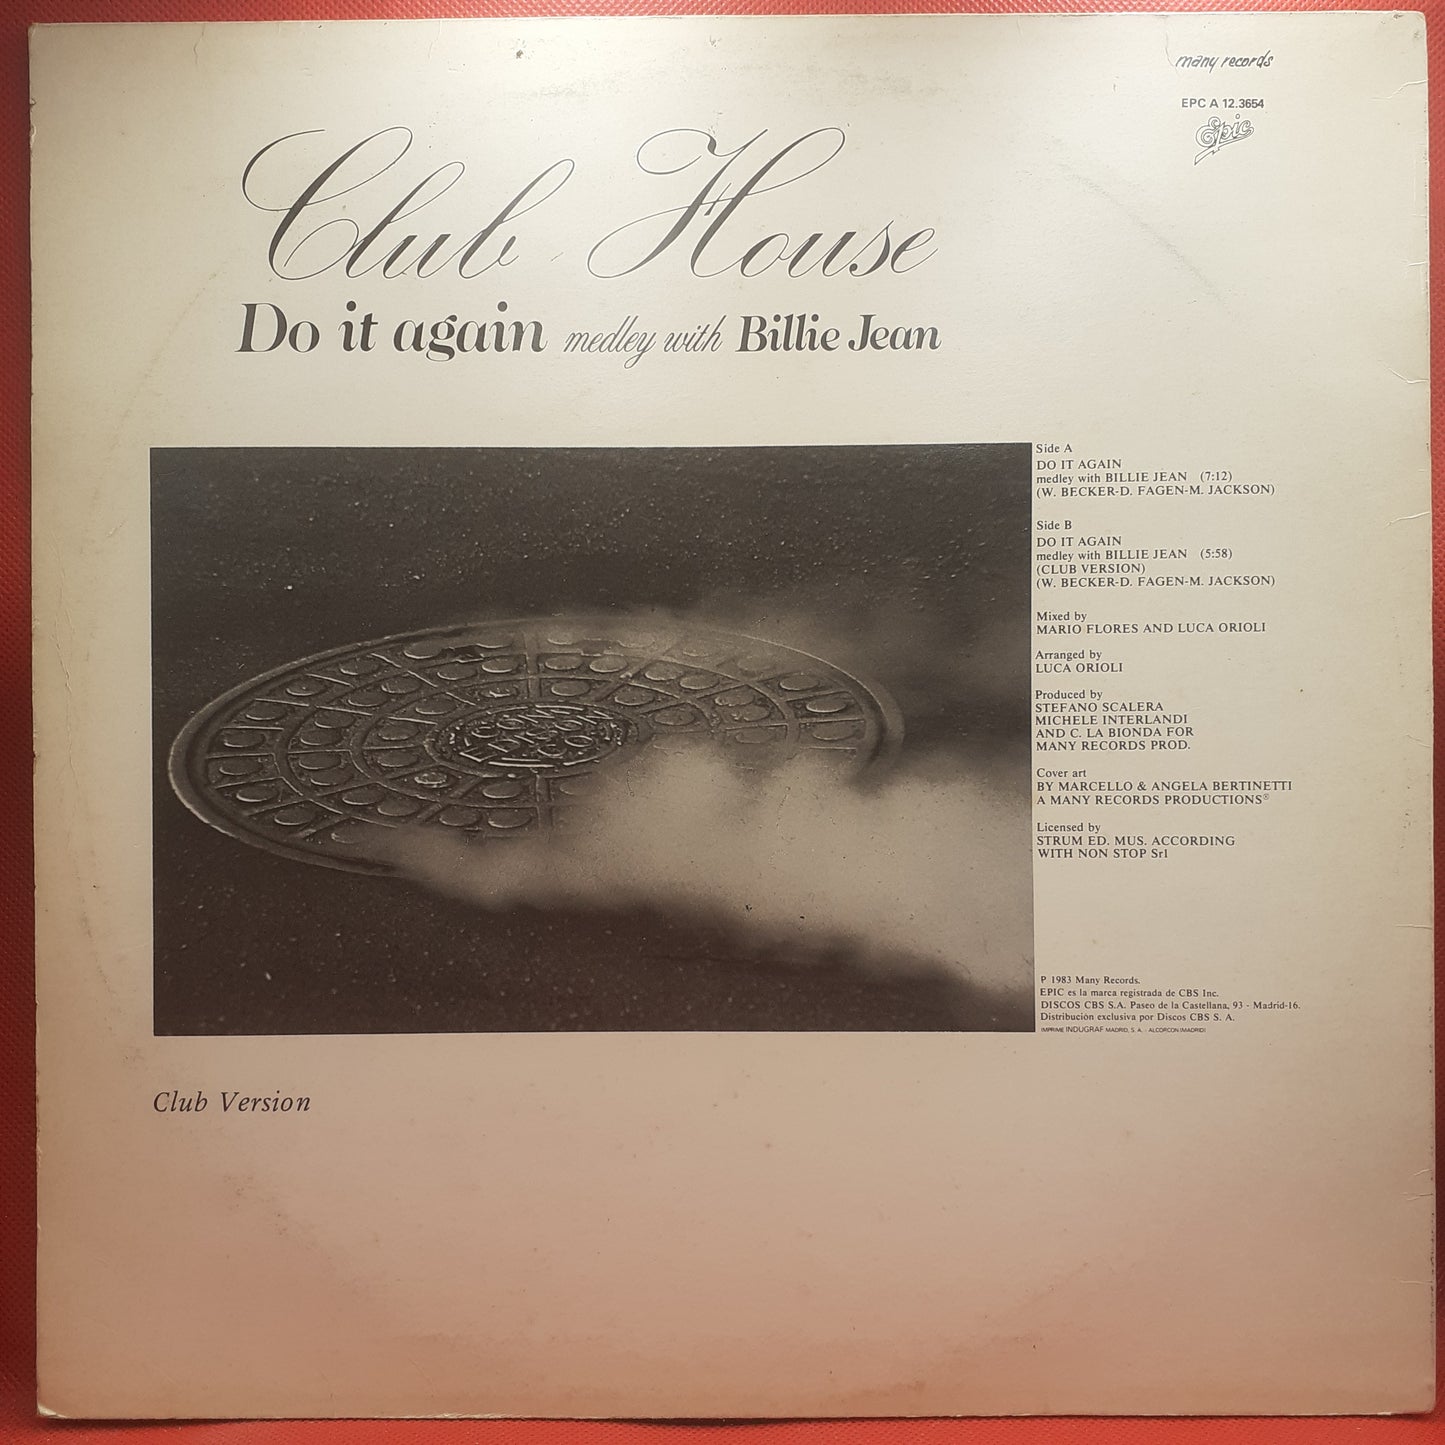 many records
EPC A 12.3654
Epic
Club House
Do it again medley with Billie Jean
Side A
DO IT AGAIN
medley with BILLIE JEAN (7:12)
(W. BECKER-D. FAGEN-M. JACKSON)
Side B
DO IT AGAIN
medley with BILLIE JEAN (5:58)
(CLUB VERSION)
(W. BECKER-D. FAGEN-M. JACKSON)
Mixed by
MARIO FLORES AND LUCA ORIOLI
Arranged by
LUCA ORIOLI
Produced by
STEFANO SCALERA
MICHELE INTERLANDI
AND C. LA BIONDA FOR
MANY RECORDS PROD.
Cover art
BY MARCELLO & ANGELA BERTINETTI
A MANY RECORDS PRODUCTIONS®
Licensed by
STRUM ED. MUS. ACCORDING
WITH NON STOP Srl
P 1983 Many Records.
EPIC es la marca registrada de CBS Inc.
DISCOS CBS S.A. Paseo de la Castellana, 93 - Madrid-16.
Distribución exclusiva por Discos CBS S. A.
IMPRIME INDUGRAF MADRID, S. A. - ALCORCON (MADRID)
Club Version